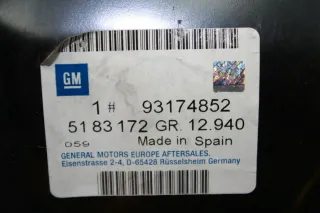 GM
1 # 93174852
51 83 172 GR. 12.940
059 Made in Spain
GENERAL MOTORS EUROPE AFTERSALES.
Eisenstrasse 2-4, D-65428 Rüsselsheim Germany